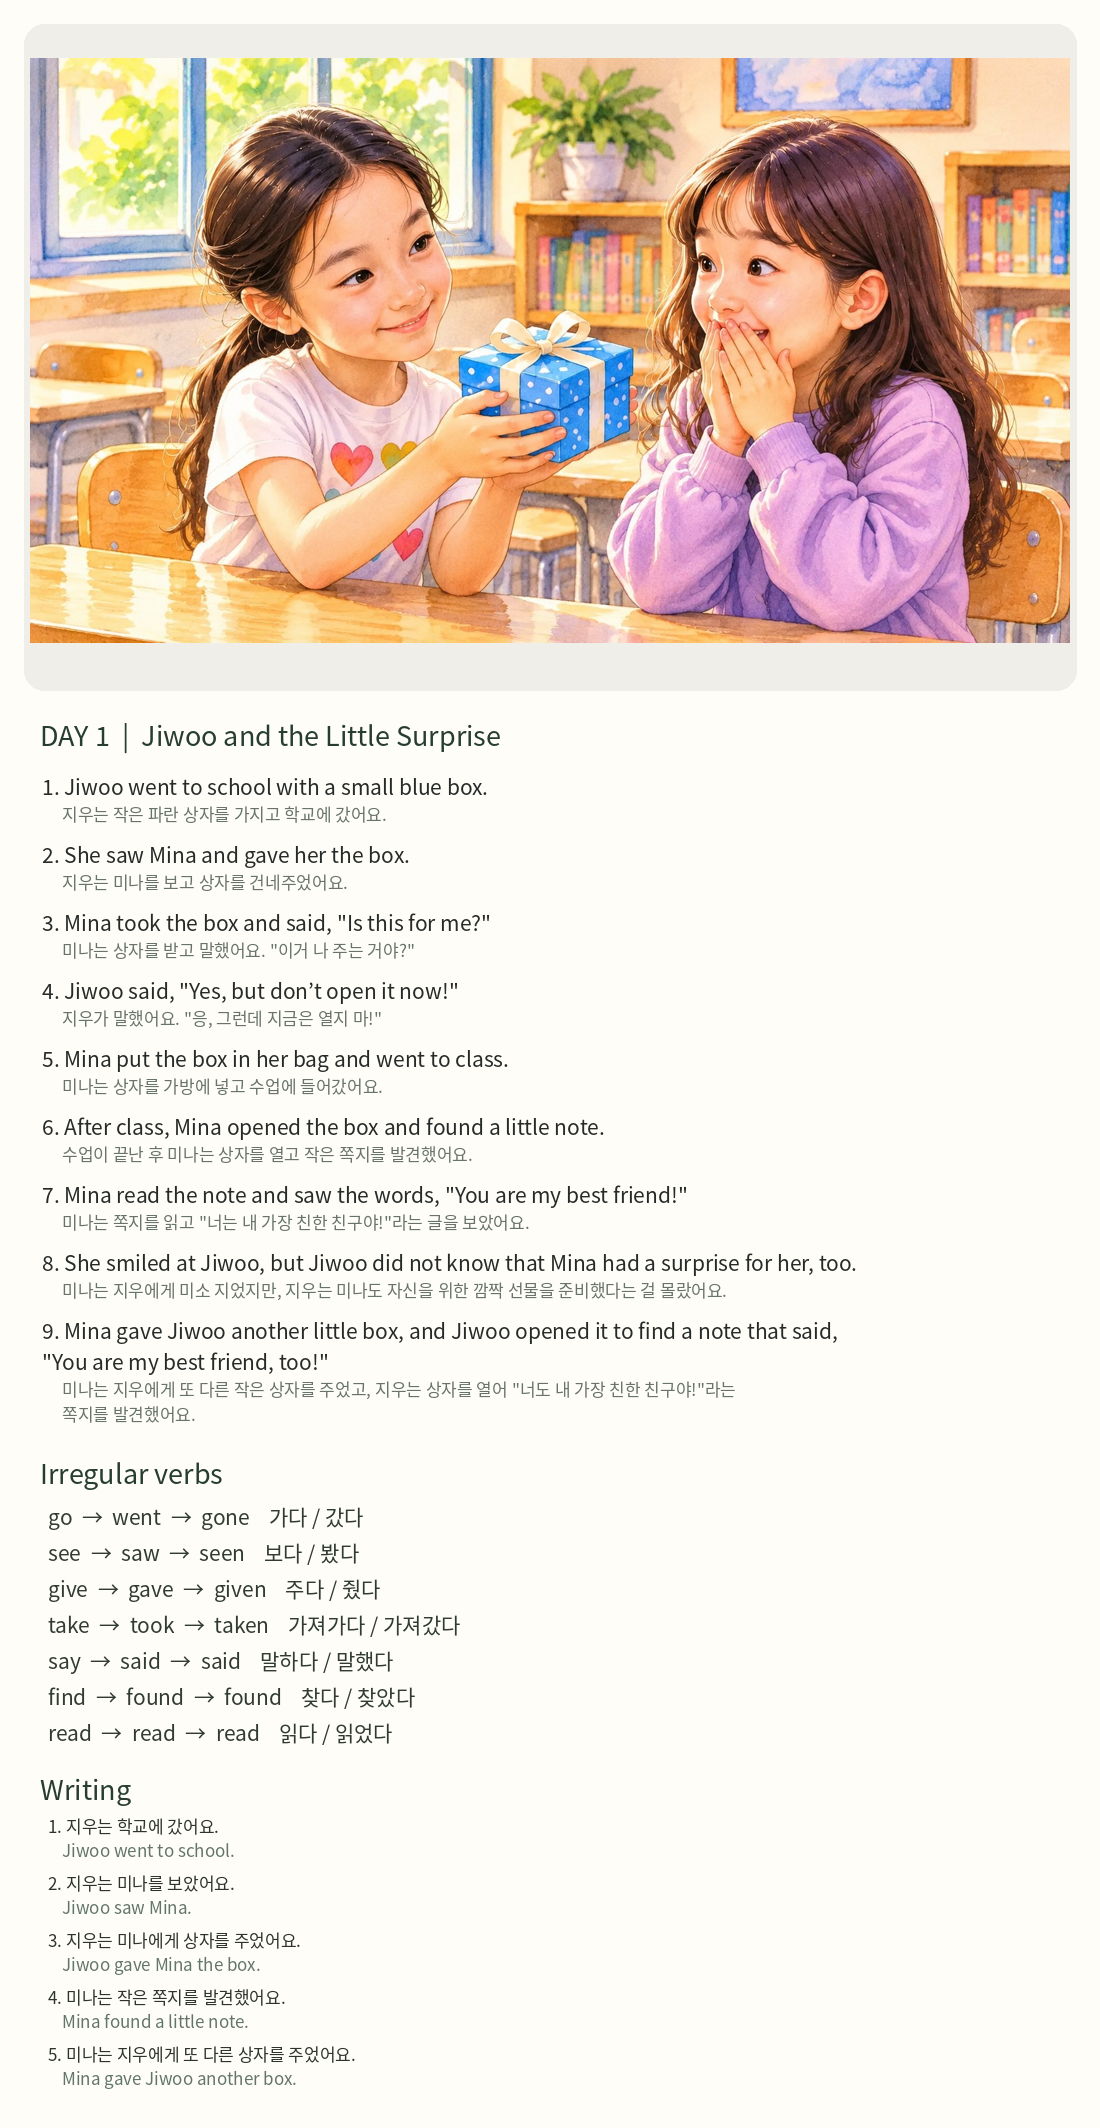 DAY 1 | Jiwoo and the Little Surprise
1. Jiwoo went to school with a small blue box.
지우는 작은 파란 상자를 가지고 학교에 갔어요.
2. She saw Mina and gave her the box.
지우는 미나를 보고 상자를 건네주었어요.
3. Mina took the box and said, "Is this for me?"
미나는 상자를 받고 말했어요. "이거 나 주는 거야?"
4. Jiwoo said, "Yes, but don’t open it now!"
지우가 말했어요. "응, 그런데 지금은 열지 마!"
5. Mina put the box in her bag and went to class.
미나는 상자를 가방에 넣고 수업에 들어갔어요.
6. After class, Mina opened the box and found a little note.
수업이 끝난 후 미나는 상자를 열고 작은 쪽지를 발견했어요.
7. Mina read the note and saw the words, "You are my best friend!"
미나는 쪽지를 읽고 "너는 내 가장 친한 친구야!"라는 글을 보았어요.
8. She smiled at Jiwoo, but Jiwoo did not know that Mina had a surprise for her, too.
미나는 지우에게 미소 지었지만, 지우는 미나도 자신을 위한 깜짝 선물을 준비했다는 걸 몰랐어요.
9. Mina gave Jiwoo another little box, and Jiwoo opened it to find a note that said,
"You are my best friend, too!"
미나는 지우에게 또 다른 작은 상자를 주었고, 지우는 상자를 열어 "너도 내 가장 친한 친구야!"라는
쪽지를 발견했어요.
Irregular verbs
go → went → gone 가다 / 갔다
see → saw → seen 보다 / 봤다
give → gave → given 주다 / 줬다
take → took → taken 가져가다 / 가져갔다
say → said → said 말하다 / 말했다
find → found → found 찾다 / 찾았다
read → read → read 읽다 / 읽었다
Writing
1. 지우는 학교에 갔어요.
Jiwoo went to school.
2. 지우는 미나를 보았어요.
Jiwoo saw Mina.
3. 지우는 미나에게 상자를 주었어요.
Jiwoo gave Mina the box.
4. 미나는 작은 쪽지를 발견했어요.
Mina found a little note.
5. 미나는 지우에게 또 다른 상자를 주었어요.
Mina gave Jiwoo another box.